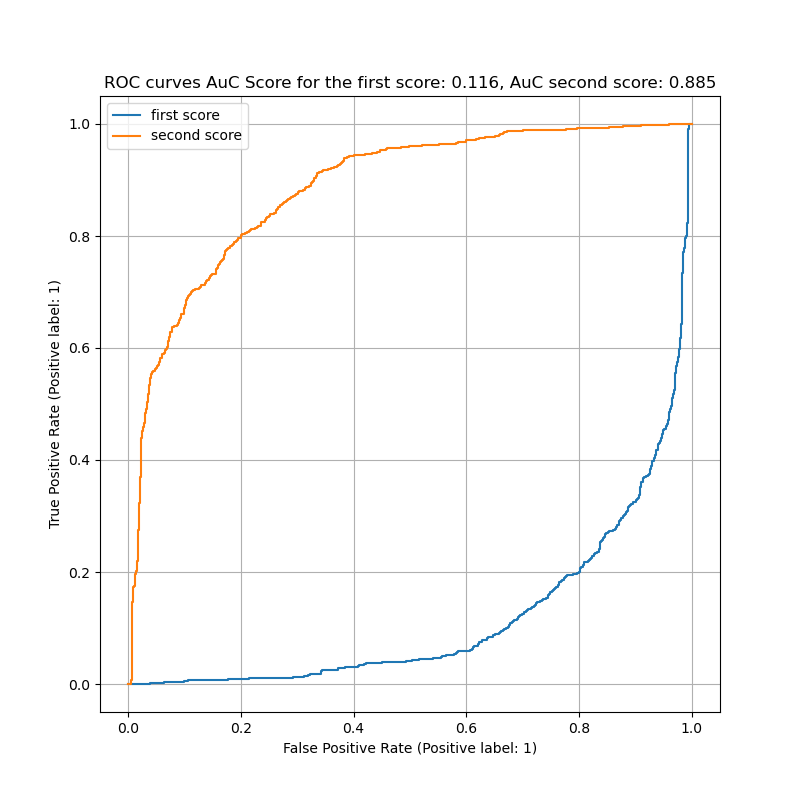 ROC curves AuC Score for the first score: 0.116, AuC second score: 0.885
first score
second score
1.0
0.8
0.6
0.4
0.2
0.0
True Positive Rate (Positive label: 1)
0.0 0.2 0.4 0.6 0.8 1.0
False Positive Rate (Positive label: 1)